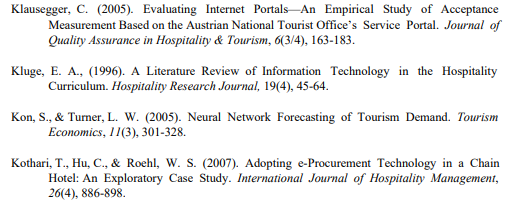 Klausegger, C. (2005). Evaluating Internet Portals—An Empirical Study of Acceptance
Measurement Based on the Austrian National Tourist Office's Service Portal. Journal of
Quality Assurance in Hospitality & Tourism, 6(3/4), 163-183.
Kluge, E. A., (1996). A Literature Review of Information Technology in the Hospitality
Curriculum. Hospitality Research Journal, 19(4), 45-64.
Kon, S., & Turner, L. W. (2005). Neural Network Forecasting of Tourism Demand. Tourism
Economics, 11(3), 301-328.
Kothari, T., Hu, C., & Roehl, W. S. (2007). Adopting e-Procurement Technology in a Chain
Hotel: An Exploratory Case Study. International Journal of Hospitality Management,
26(4), 886-898.